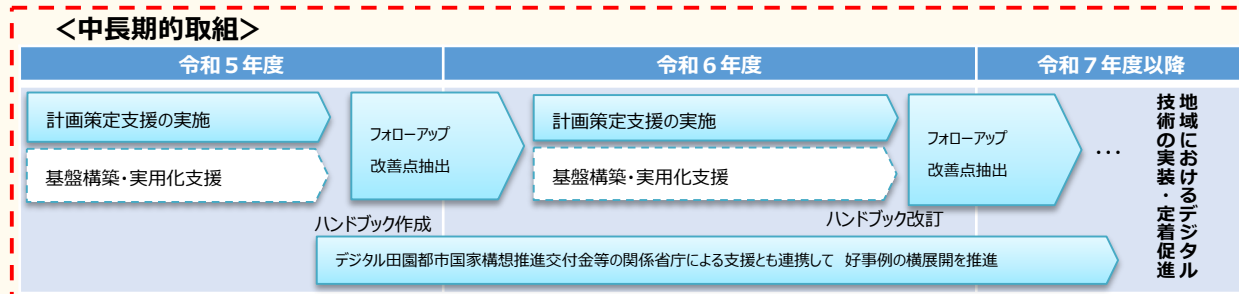 ＜中長期的取組＞
令和５年度
令和６年度
令和７年度以降
計画策定支援の実施
基盤構築・実用化支援
フォローアップ
改善点抽出
ハンドブック作成
計画策定支援の実施
基盤構築・実用化支援
フォローアップ
改善点抽出
ハンドブック改訂
…
デジタル田園都市国家構想推進交付金等の関係省庁による支援とも連携して 好事例の横展開を推進
地域におけるデジタル
技術の実装・定着促進